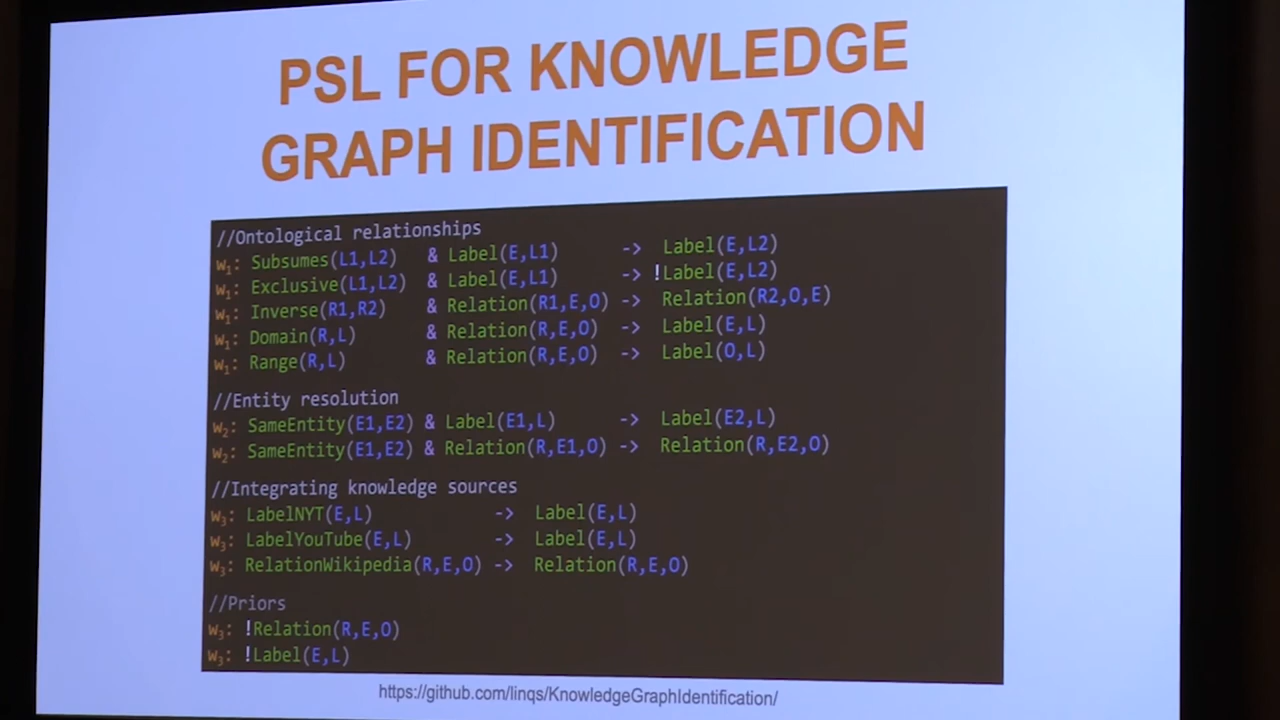 PSL FOR KNOWLEDGE
GRAPH IDENTIFICATION
//Ontological relationships
w₁: Subsumes(L1,L2) & Label(E,L1) -> Label(E,L2)
w₁: Exclusive(L1,L2) & Label(E,L1) -> !Label(E,L2)
w₁: Inverse(R1,R2) & Relation(R1,E,O) -> Relation(R2,O,E)
w₁: Domain(R,L) & Relation(R,E,O) -> Label(E,L)
w₁: Range(R,L) & Relation(R,E,O) -> Label(O,L)
//Entity resolution
w₂: SameEntity(E1,E2) & Label(E1,L) -> Label(E2,L)
w₂: SameEntity(E1,E2) & Relation(R,E1,O) -> Relation(R,E2,O)
//Integrating knowledge sources
w₃: LabelNYT(E,L) -> Label(E,L)
w₃: LabelYouTube(E,L) -> Label(E,L)
w₃: RelationWikipedia(R,E,O) -> Relation(R,E,O)
//Priors
w₃: !Relation(R,E,O)
w₃: !Label(E,L)
https://github.com/linqs/KnowledgeGraphIdentification/